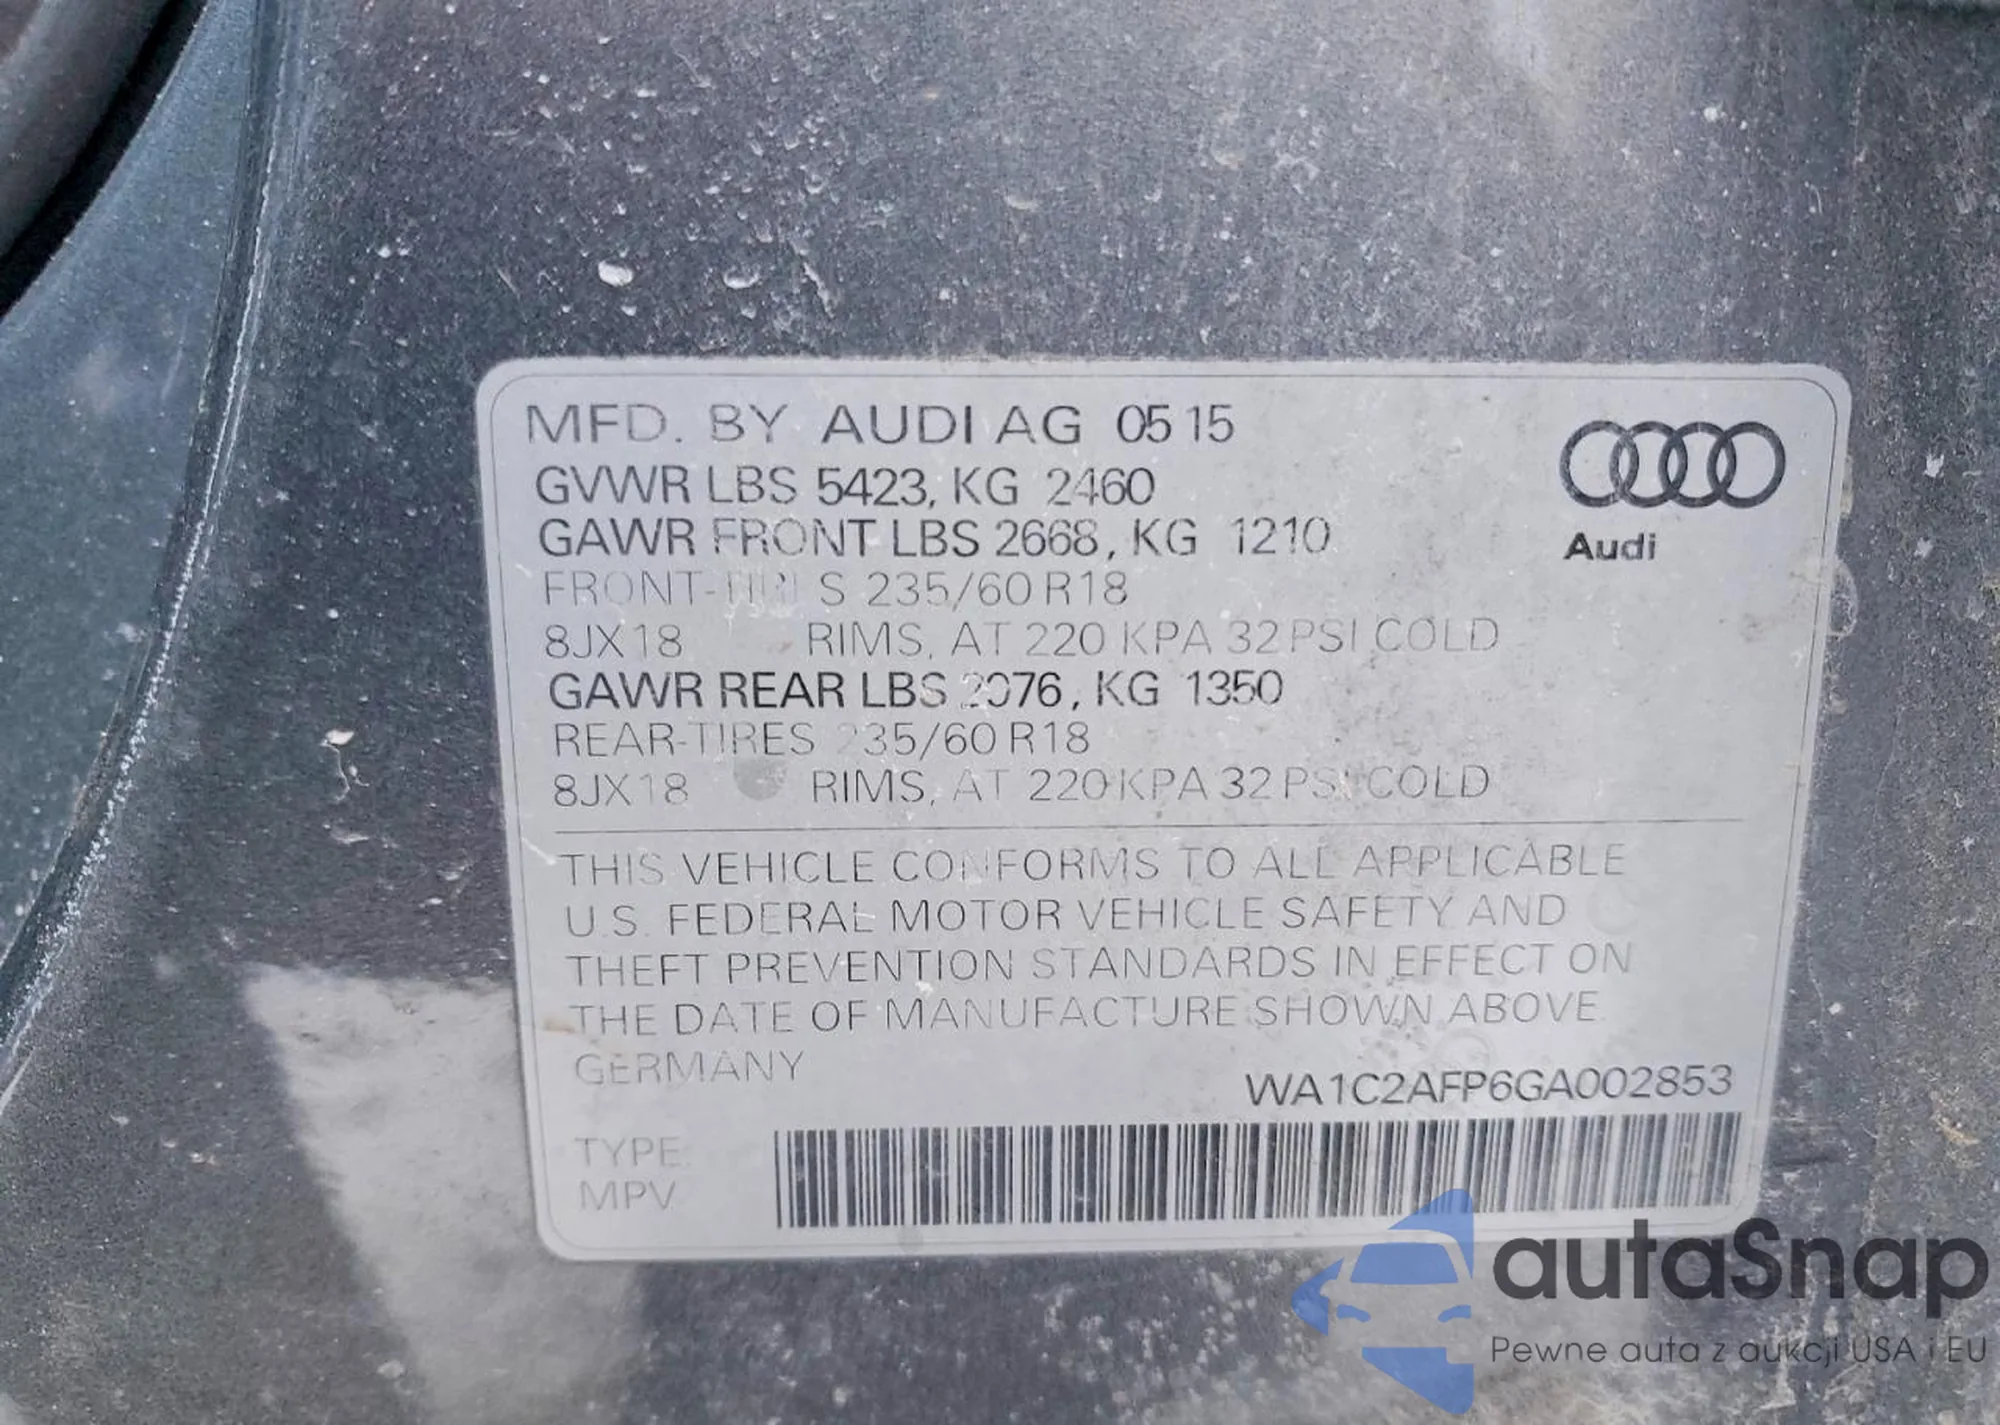 MFD. BY AUDI AG 05 15
GVWR LBS 5423, KG 2460
GAWR FRONT LBS 2668, KG 1210
FRONT-TIRES 235/60 R18
8JX18 RIMS, AT 220 KPA 32 PSI COLD
GAWR REAR LBS 2976, KG 1350
REAR-TIRES 235/60 R18
8JX18 RIMS, AT 220 KPA 32 PSI COLD
Audi
THIS VEHICLE CONFORMS TO ALL APPLICABLE
U.S. FEDERAL MOTOR VEHICLE SAFETY AND
THEFT PREVENTION STANDARDS IN EFFECT ON
THE DATE OF MANUFACTURE SHOWN ABOVE.
GERMANY
WA1C2AFP6GA002853
TYPE:
MPV
autaSnap
Pewne auta z aukcji USA i EU